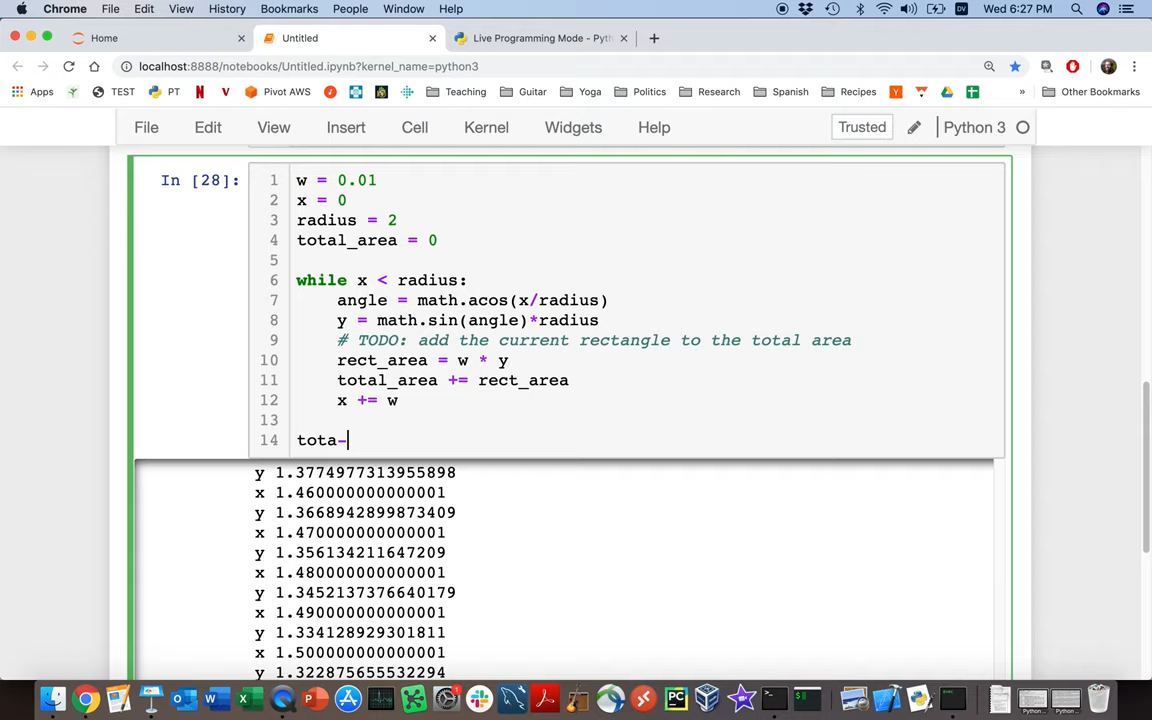 Chrome File Edit View History Bookmarks People Window Help Wed 6:27 PM
Home Untitled Live Programming Mode - Pyth
localhost:8888/notebooks/Untitled.ipynb?kernel_name=python3
Apps TEST PT Pivot AWS Teaching Guitar Yoga Politics Research Spanish Recipes » Other Bookmarks
File Edit View Insert Cell Kernel Widgets Help Trusted Python 3
In [28]: 1 w = 0.01
2 x = 0
3 radius = 2
4 total_area = 0
5
6 while x < radius:
7 angle = math.acos(x/radius)
8 y = math.sin(angle)*radius
9 # TODO: add the current rectangle to the total area
10 rect_area = w * y
11 total_area += rect_area
12 x += w
13
14 tota-
y 1.3774977313955898
x 1.460000000000001
y 1.3668942899873409
x 1.470000000000001
y 1.356134211647209
x 1.480000000000001
y 1.3452137376640179
x 1.490000000000001
y 1.334128929301811
x 1.500000000000001
y 1.3228756555532294